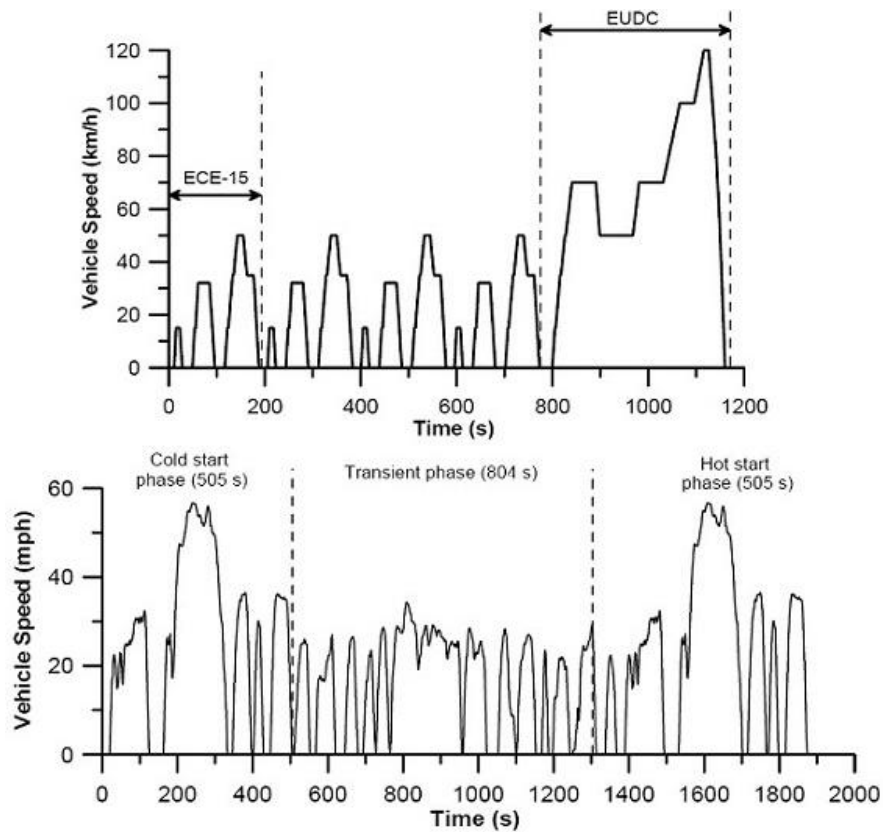 EUDC
120
100
80
60
40
20
0
Vehicle Speed (km/h)
ECE-15
0 200 400 600 800 1000 1200
Time (s)
Cold start
phase (505 s)
Transient phase (804 s)
Hot start
phase (505 s)
60
40
20
0
Vehicle Speed (mph)
0 200 400 600 800 1000 1200 1400 1600 1800 2000
Time (s)